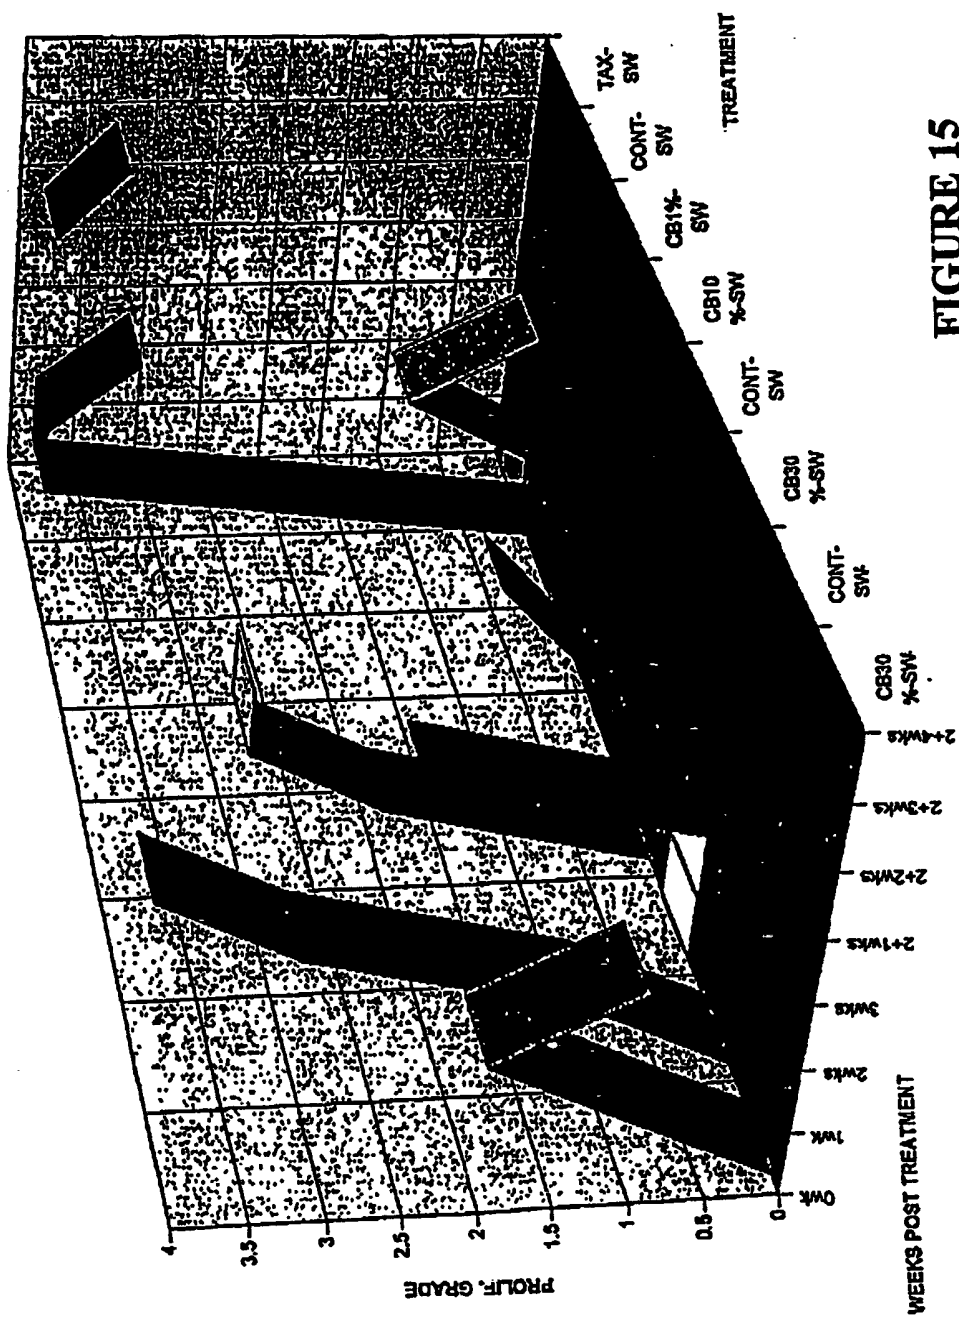 PROLIF. GRADE
4
3.5
3
2.5
2
1.5
1
0.5
0
WEEKS POST TREATMENT
0wk
1wk
2wks
3wks
2+1wks
2+2wks
2+3wks
2+4wks
CB30
%-SW-
CONT-
SW-
CB30
%-SW
CONT-
SW
CB10
%-SW
CB1%-
SW
CONT-
SW
TAX-
SW
TREATMENT
FIGURE 15